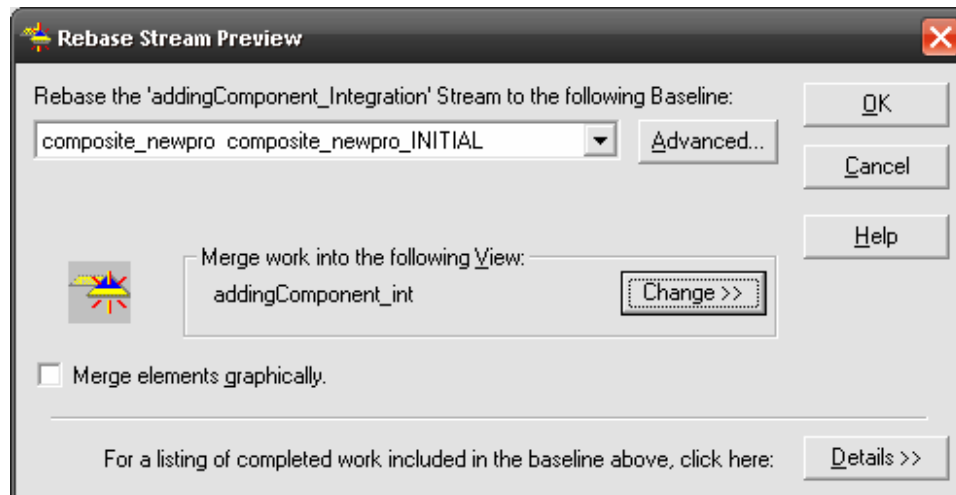 Rebase Stream Preview
Rebase the 'addingComponent_Integration' Stream to the following Baseline:
OK
composite_newpro composite_newpro_INITIAL
Advanced...
Cancel
Help
Merge work into the following View:
addingComponent_int
Change >>
Merge elements graphically.
For a listing of completed work included in the baseline above, click here:
Details >>